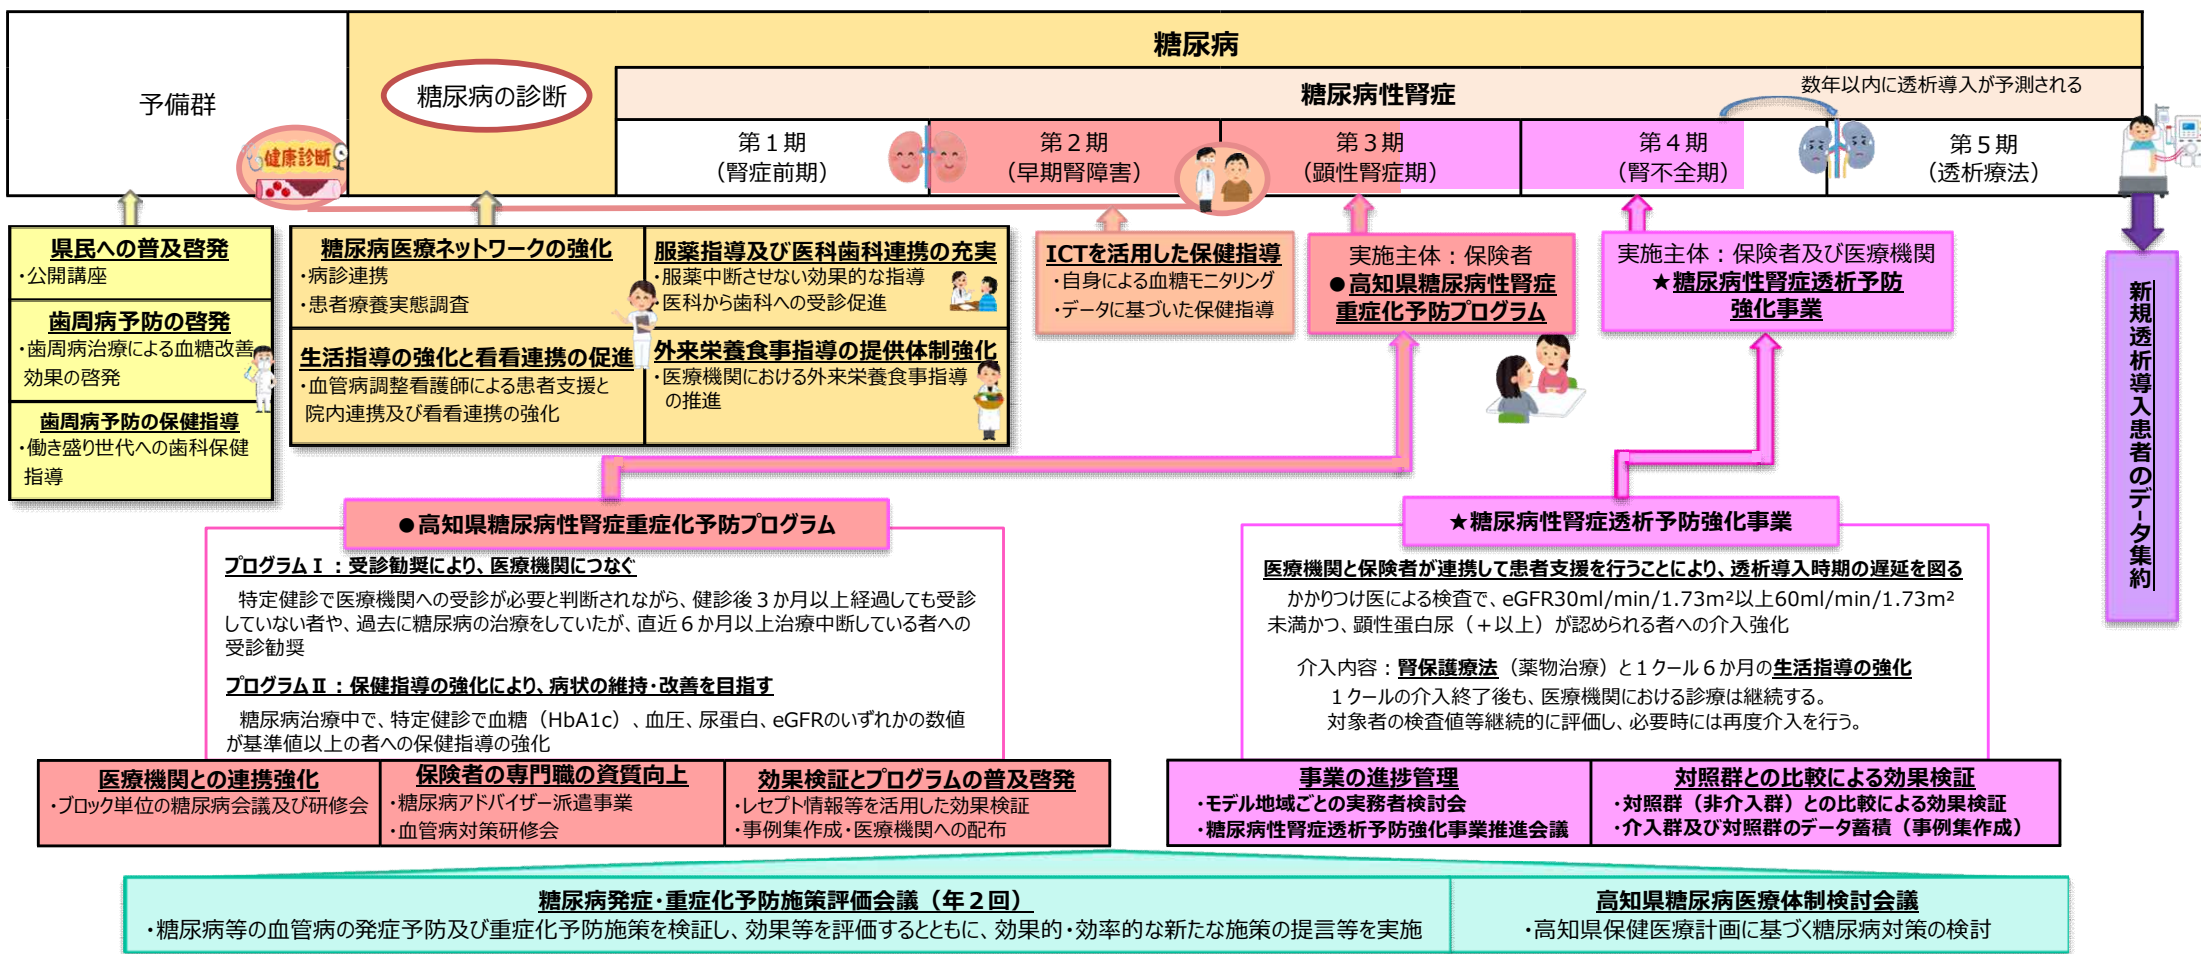 糖尿病
予備群
糖尿病の診断
糖尿病性腎症
数年以内に透析導入が予測される
健康診断
第１期
（腎症前期）
第２期
（早期腎障害）
第３期
（顕性腎症期）
第４期
（腎不全期）
第５期
（透析療法）
県民への普及啓発
・公開講座
歯周病予防の啓発
・歯周病治療による血糖改善
効果の啓発
歯周病予防の保健指導
・働き盛り世代への歯科保健
指導
糖尿病医療ネットワークの強化
・病診連携
・患者療養実態調査
服薬指導及び医科歯科連携の充実
・服薬中断させない効果的な指導
・医科から歯科への受診促進
生活指導の強化と看看連携の促進
・血管病調整看護師による患者支援と
院内連携及び看看連携の強化
外来栄養食事指導の提供体制強化
・医療機関における外来栄養食事指導
の推進
ICTを活用した保健指導
・自身による血糖モニタリング
・データに基づいた保健指導
実施主体：保険者
●高知県糖尿病性腎症
重症化予防プログラム
実施主体：保険者及び医療機関
★糖尿病性腎症透析予防
強化事業
新規透析導入患者のデータ集約
●高知県糖尿病性腎症重症化予防プログラム
プログラムⅠ：受診勧奨により、医療機関につなぐ
特定健診で医療機関への受診が必要と判断されながら、健診後３か月以上経過しても受診
していない者や、過去に糖尿病の治療をしていたが、直近６か月以上治療中断している者への
受診勧奨
プログラムⅡ：保健指導の強化により、病状の維持・改善を目指す
糖尿病治療中で、特定健診で血糖（HbA1c）、血圧、尿蛋白、eGFRのいずれかの数値
が基準値以上の者への保健指導の強化
医療機関との連携強化
・ブロック単位の糖尿病会議及び研修会
保険者の専門職の資質向上
・糖尿病アドバイザー派遣事業
・血管病対策研修会
効果検証とプログラムの普及啓発
・レセプト情報等を活用した効果検証
・事例集作成・医療機関への配布
★糖尿病性腎症透析予防強化事業
医療機関と保険者が連携して患者支援を行うことにより、透析導入時期の遅延を図る
かかりつけ医による検査で、eGFR30ml/min/1.73m²以上60ml/min/1.73m²
未満かつ、顕性蛋白尿（＋以上）が認められる者への介入強化
介入内容：腎保護療法（薬物治療）と１クール６か月の生活指導の強化
１クールの介入終了後も、医療機関における診療は継続する。
対象者の検査値等継続的に評価し、必要時には再度介入を行う。
事業の進捗管理
・モデル地域ごとの実務者検討会
・糖尿病性腎症透析予防強化事業推進会議
対照群との比較による効果検証
・対照群（非介入群）との比較による効果検証
・介入群及び対照群のデータ蓄積（事例集作成）
糖尿病発症・重症化予防施策評価会議（年２回）
・糖尿病等の血管病の発症予防及び重症化予防施策を検証し、効果等を評価するとともに、効果的・効率的な新たな施策の提言等を実施
高知県糖尿病医療体制検討会議
・高知県保健医療計画に基づく糖尿病対策の検討